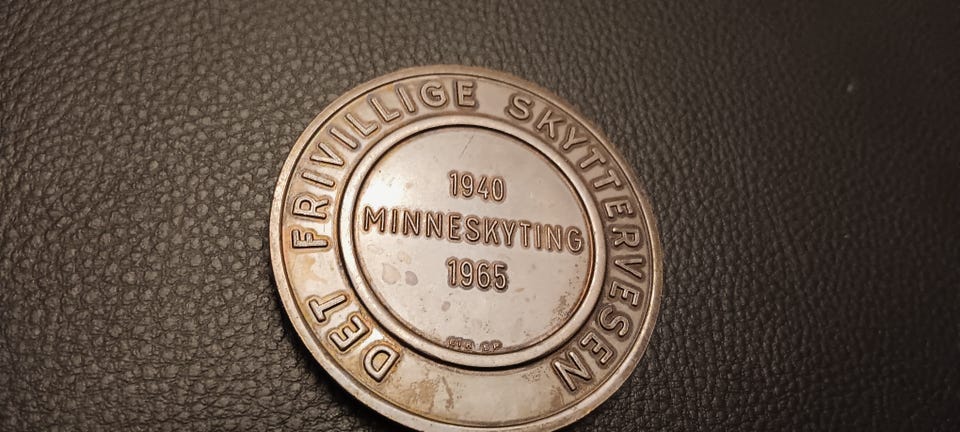 DET FRIVILLIGE SKYTTERVESEN
1940
MINNESKYTING
1965